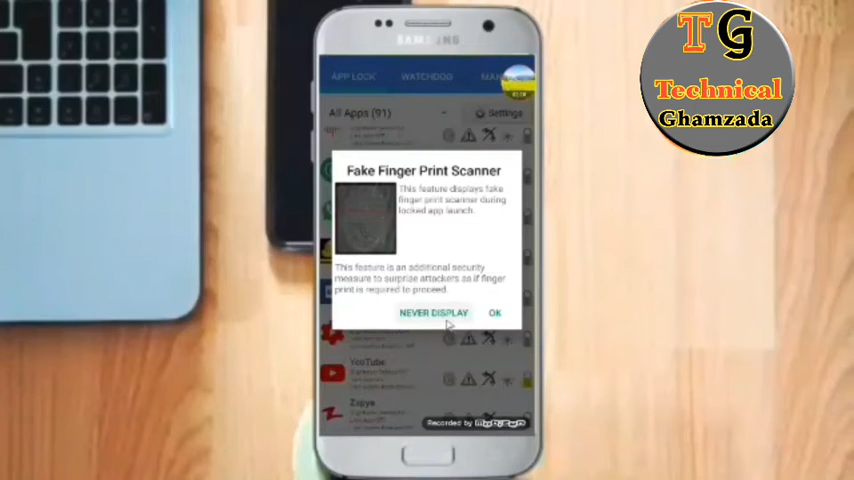 TG
Technical
Ghamzada
SAMSUNG
APP LOCK WATCHDOG
All Apps (91) Settings
Fake Finger Print Scanner
This feature displays fake
finger print scanner during
locked app launch.
This feature is an additional security
measure to surprise attackers as if finger
print is required to proceed.
NEVER DISPLAY OK
YouTube
Zapya
Recorded by